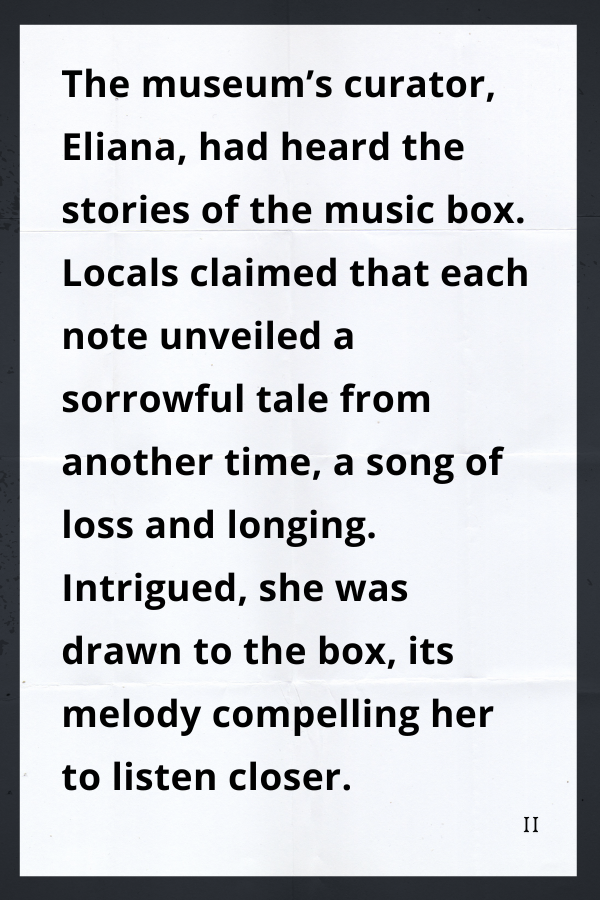 The museum’s curator,
Eliana, had heard the
stories of the music box.
Locals claimed that each
note unveiled a
sorrowful tale from
another time, a song of
loss and longing.
Intrigued, she was
drawn to the box, its
melody compelling her
to listen closer.
II